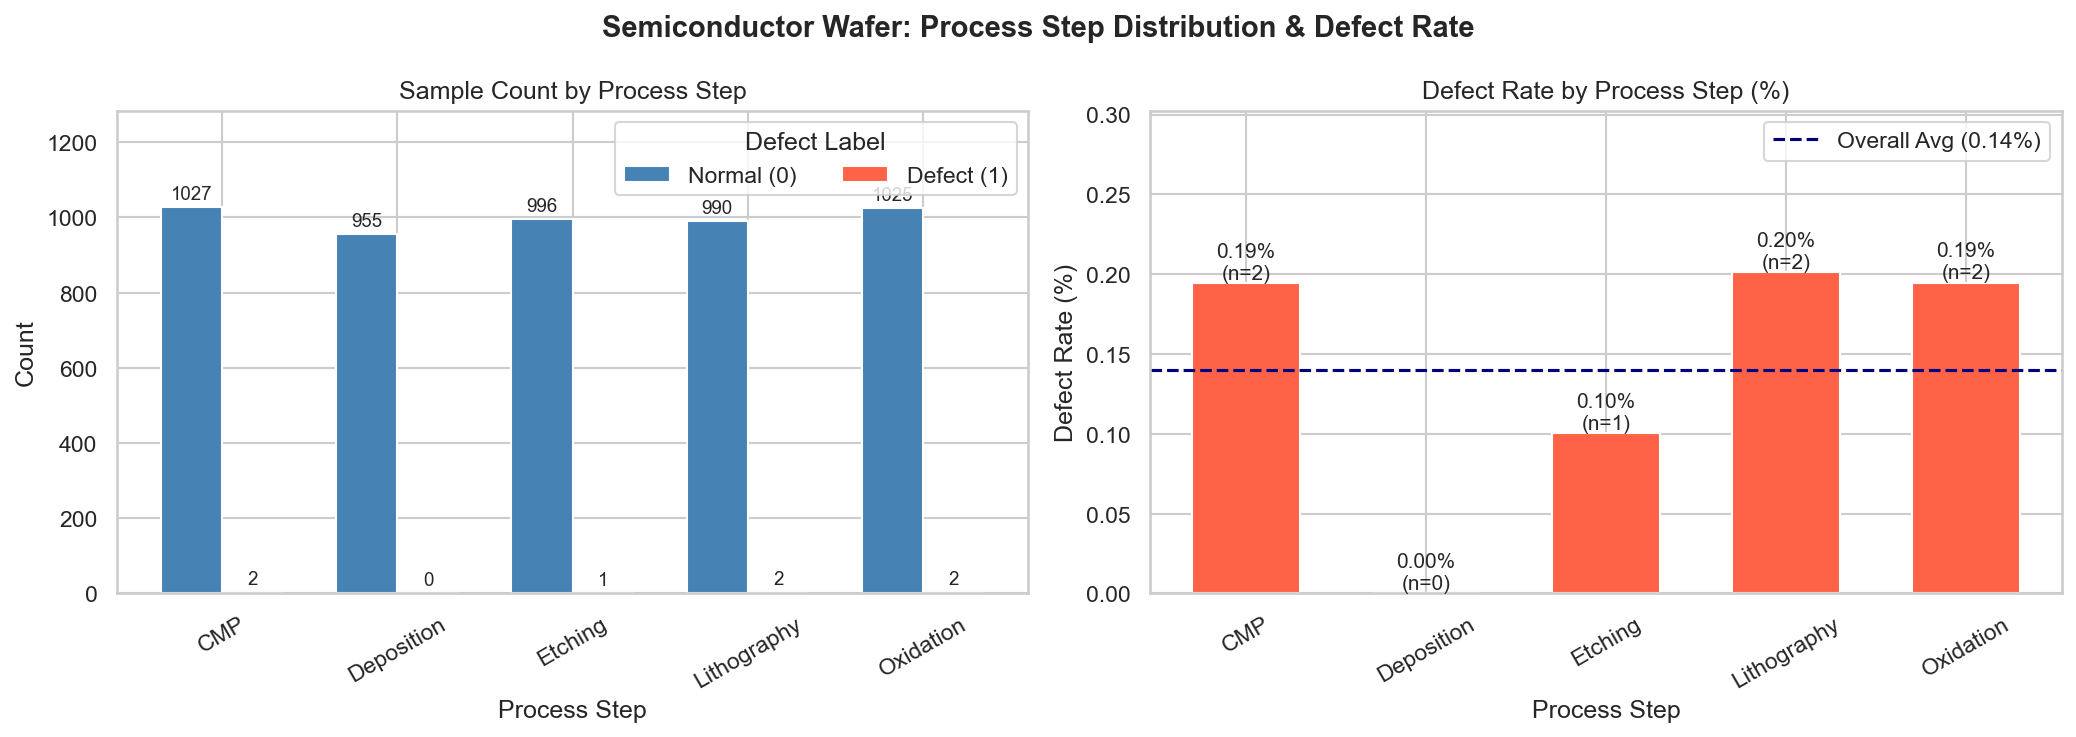 Semiconductor Wafer: Process Step Distribution & Defect Rate
Sample Count by Process Step
Defect Label
Normal (0)
Defect (1)
Count
1200
1000
800
600
400
200
0
1027
2
955
0
996
1
990
2
1025
2
CMP
Deposition
Etching
Lithography
Oxidation
Process Step
Defect Rate by Process Step (%)
Overall Avg (0.14%)
Defect Rate (%)
0.30
0.25
0.20
0.15
0.10
0.05
0.00
0.19%
(n=2)
0.00%
(n=0)
0.10%
(n=1)
0.20%
(n=2)
0.19%
(n=2)
CMP
Deposition
Etching
Lithography
Oxidation
Process Step